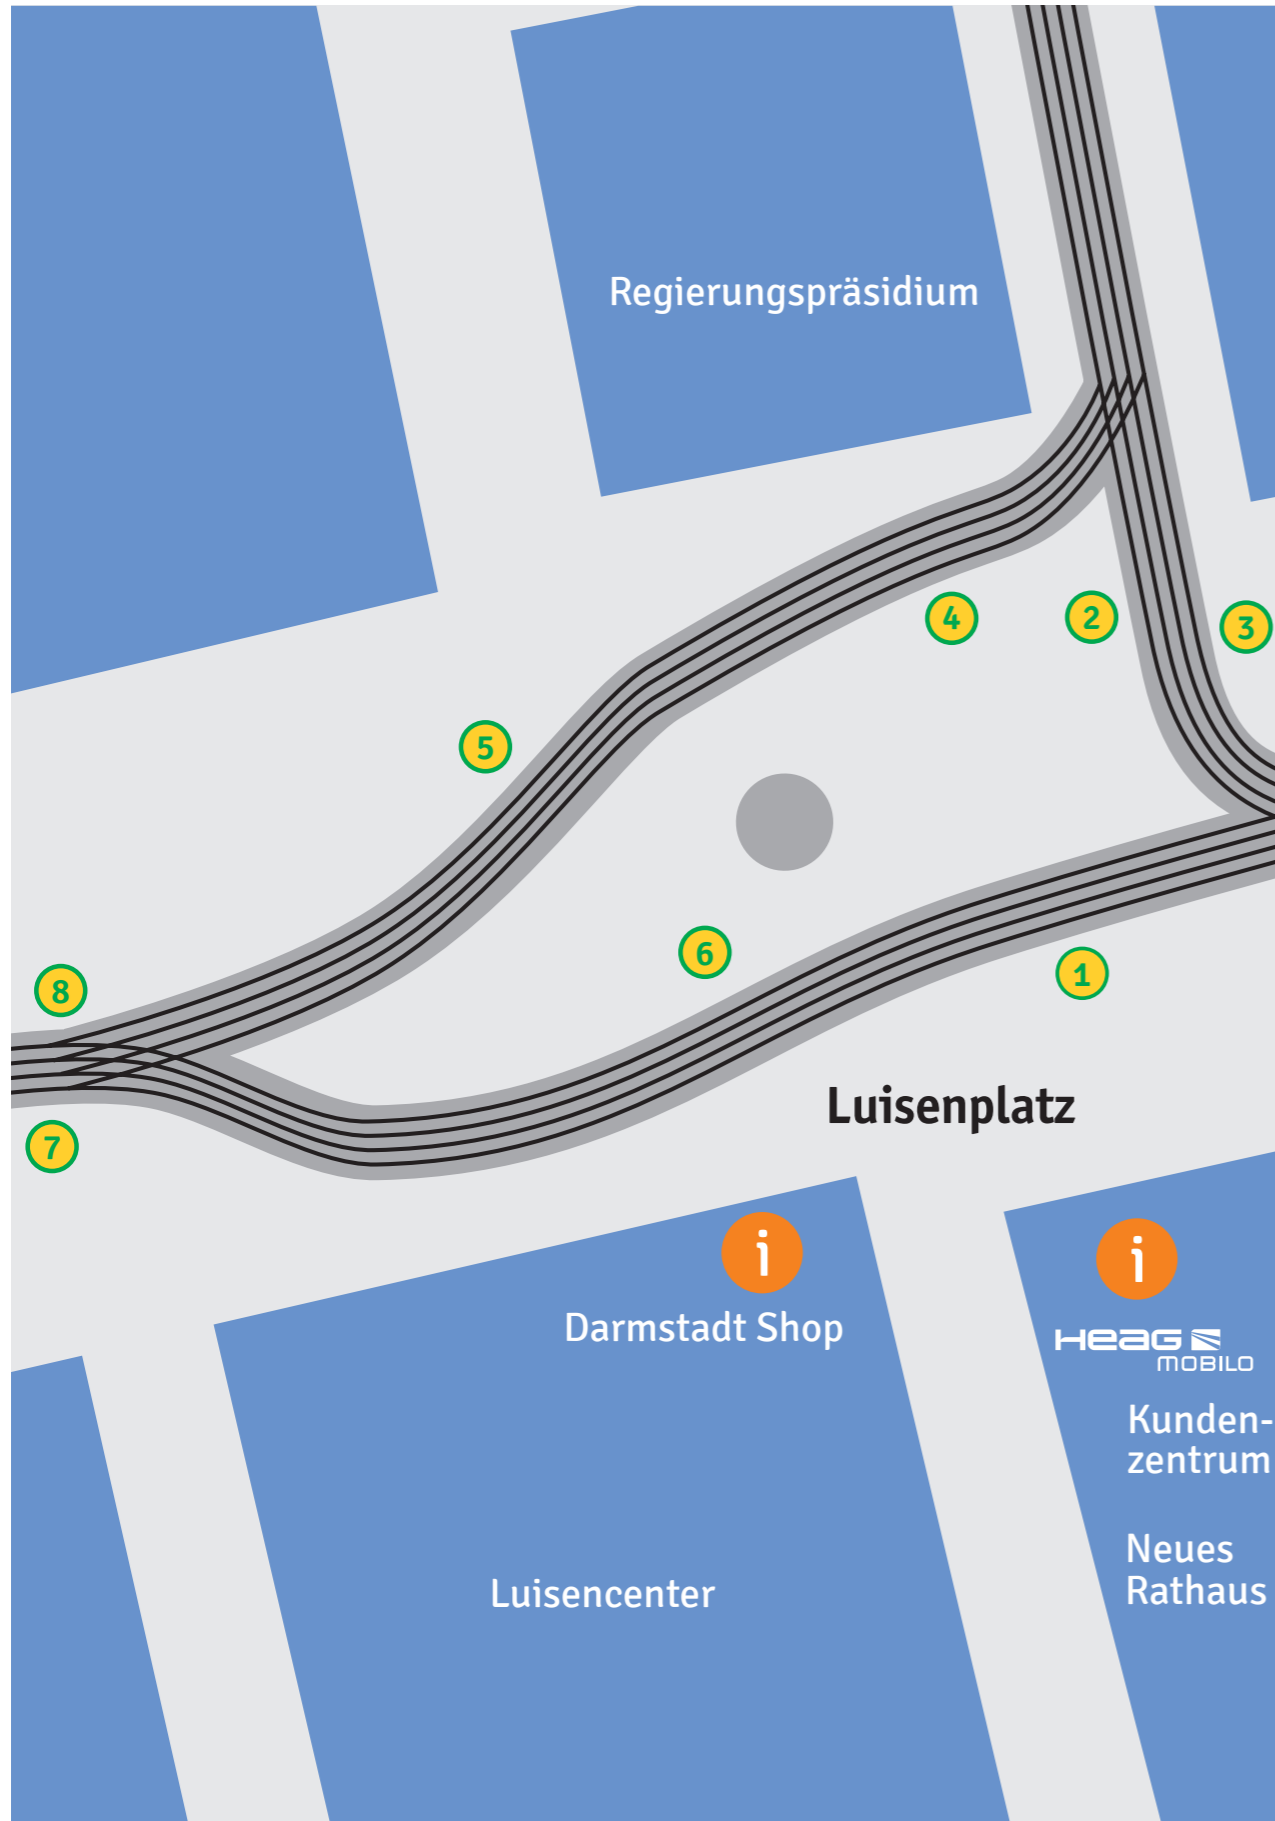 Regierungspräsidium
4
2
3
5
6
8
1
Luisenplatz
7
i
i
Darmstadt Shop
HEAG
MOBILO
Kunden-
zentrum
Neues
Rathaus
Luisencenter